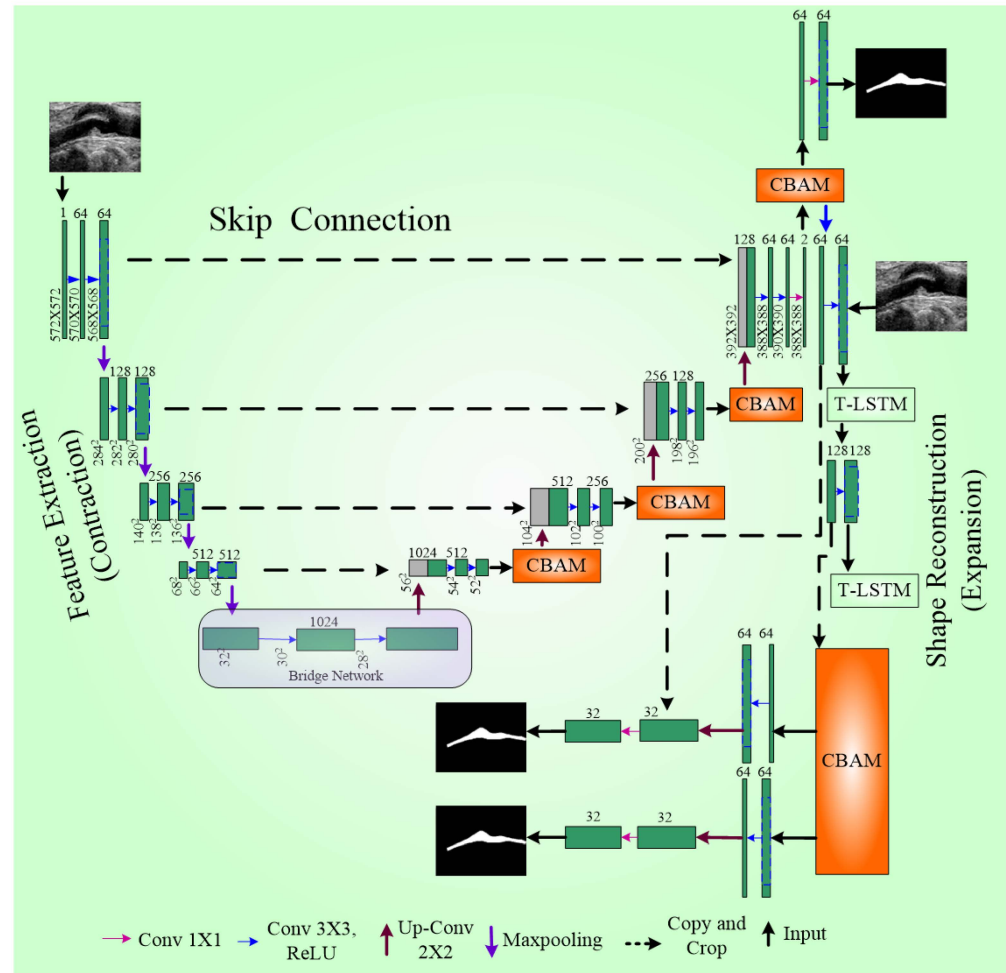 64 64
CBAM
1 64 64
Skip Connection
572X572
570X570
568X568
128 64 64 2 64 64
392X392
388X388
390X390
388X388
128 128
284²
282²
280²
256 128
200²
198²
196²
CBAM
T-LSTM
Feature Extraction
(Contraction)
256 256
140²
138²
136²
512 256
104²
102²
100²
CBAM
128 128
T-LSTM
Shape Reconstruction
(Expansion)
512 512
68²
66²
64²
1024 512
56²
54²
52²
CBAM
1024
32²
30²
28²
Bridge Network
64 64
32 32
CBAM
64 64
32 32
Conv 1X1
Conv 3X3,
ReLU
Up-Conv
2X2
Maxpooling
Copy and
Crop
Input